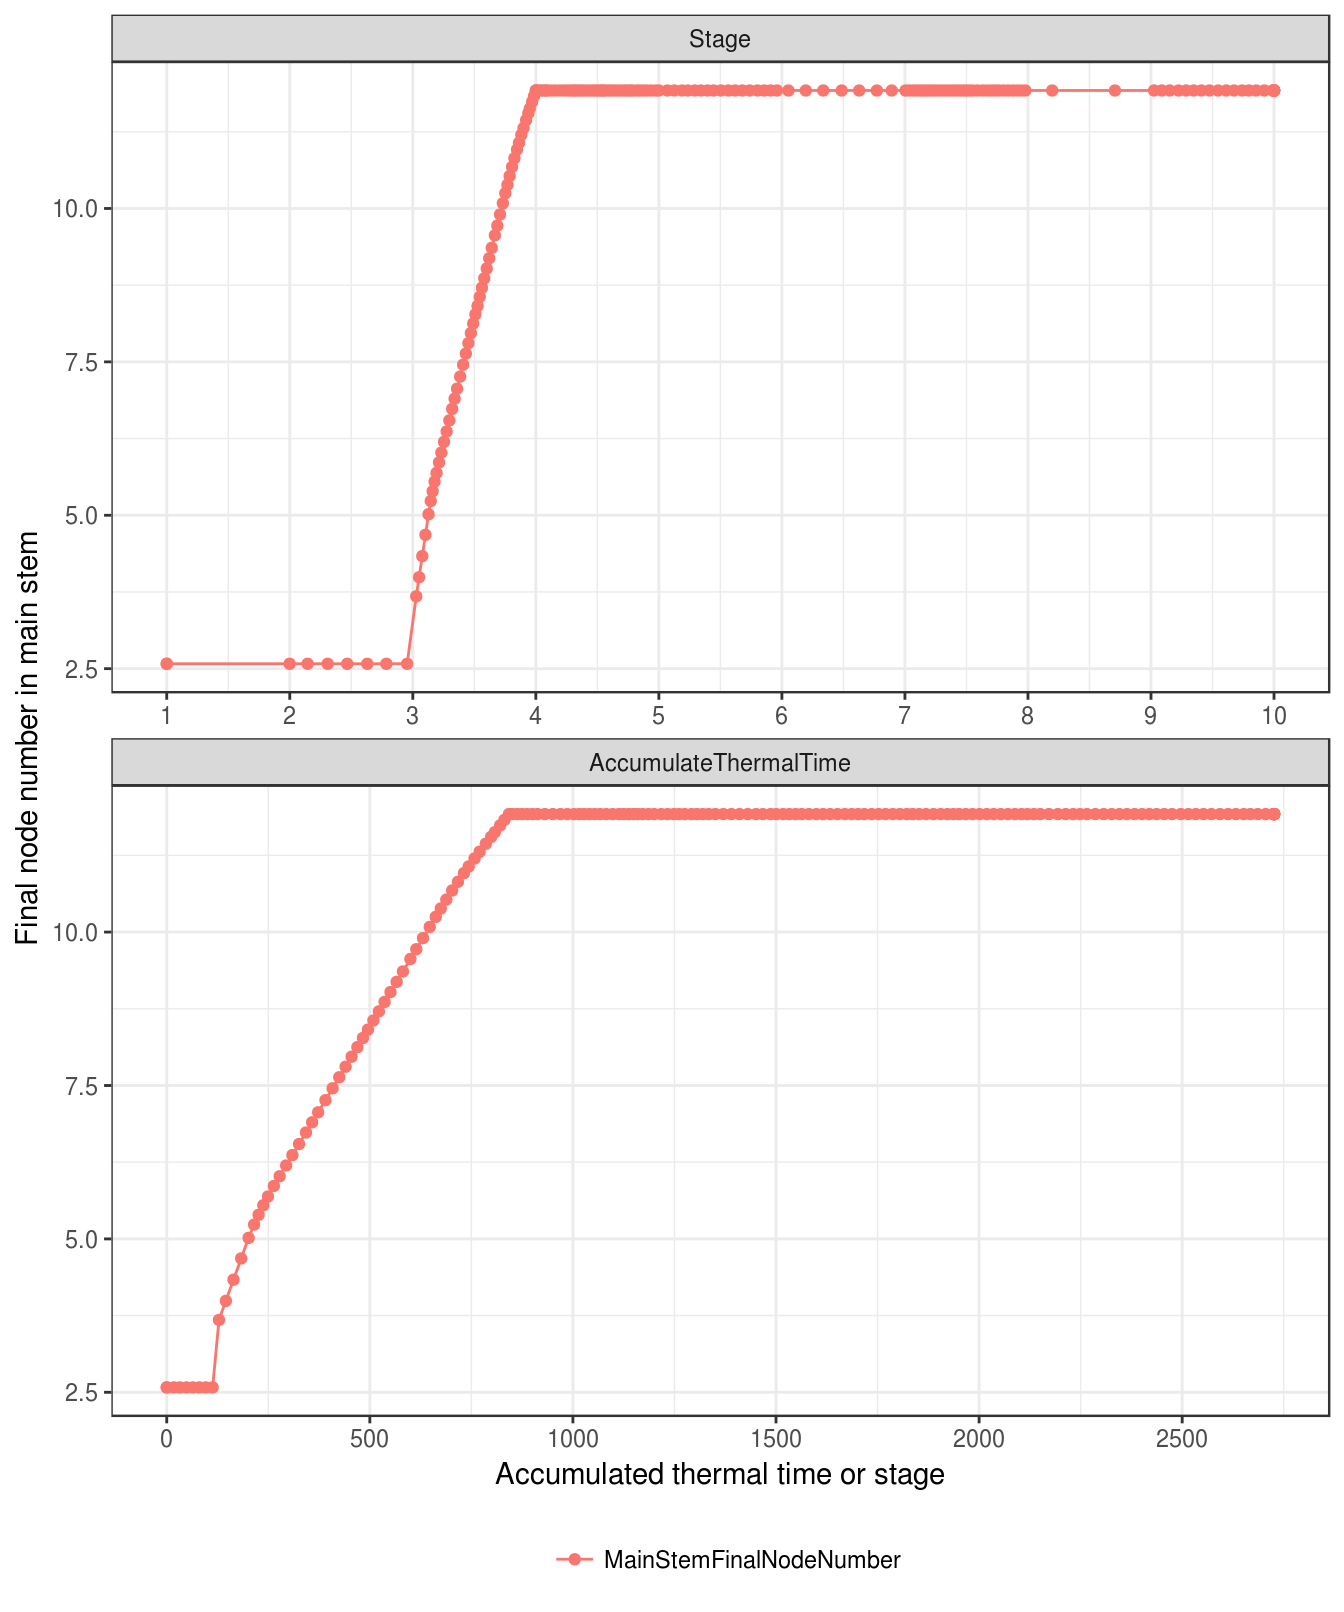 Stage
Final node number in main stem
10.0
7.5
5.0
2.5
1 2 3 4 5 6 7 8 9 10
AccumulateThermalTime
10.0
7.5
5.0
2.5
0 500 1000 1500 2000 2500
Accumulated thermal time or stage
MainStemFinalNodeNumber